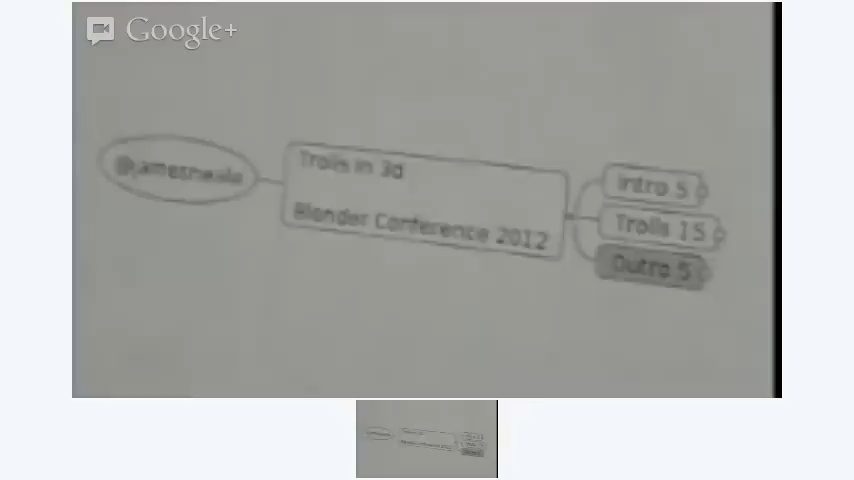 Google+
@jamesneale
Trolls in 3d
Blender Conference 2012
Intro 5
Trolls 15
Outro 5